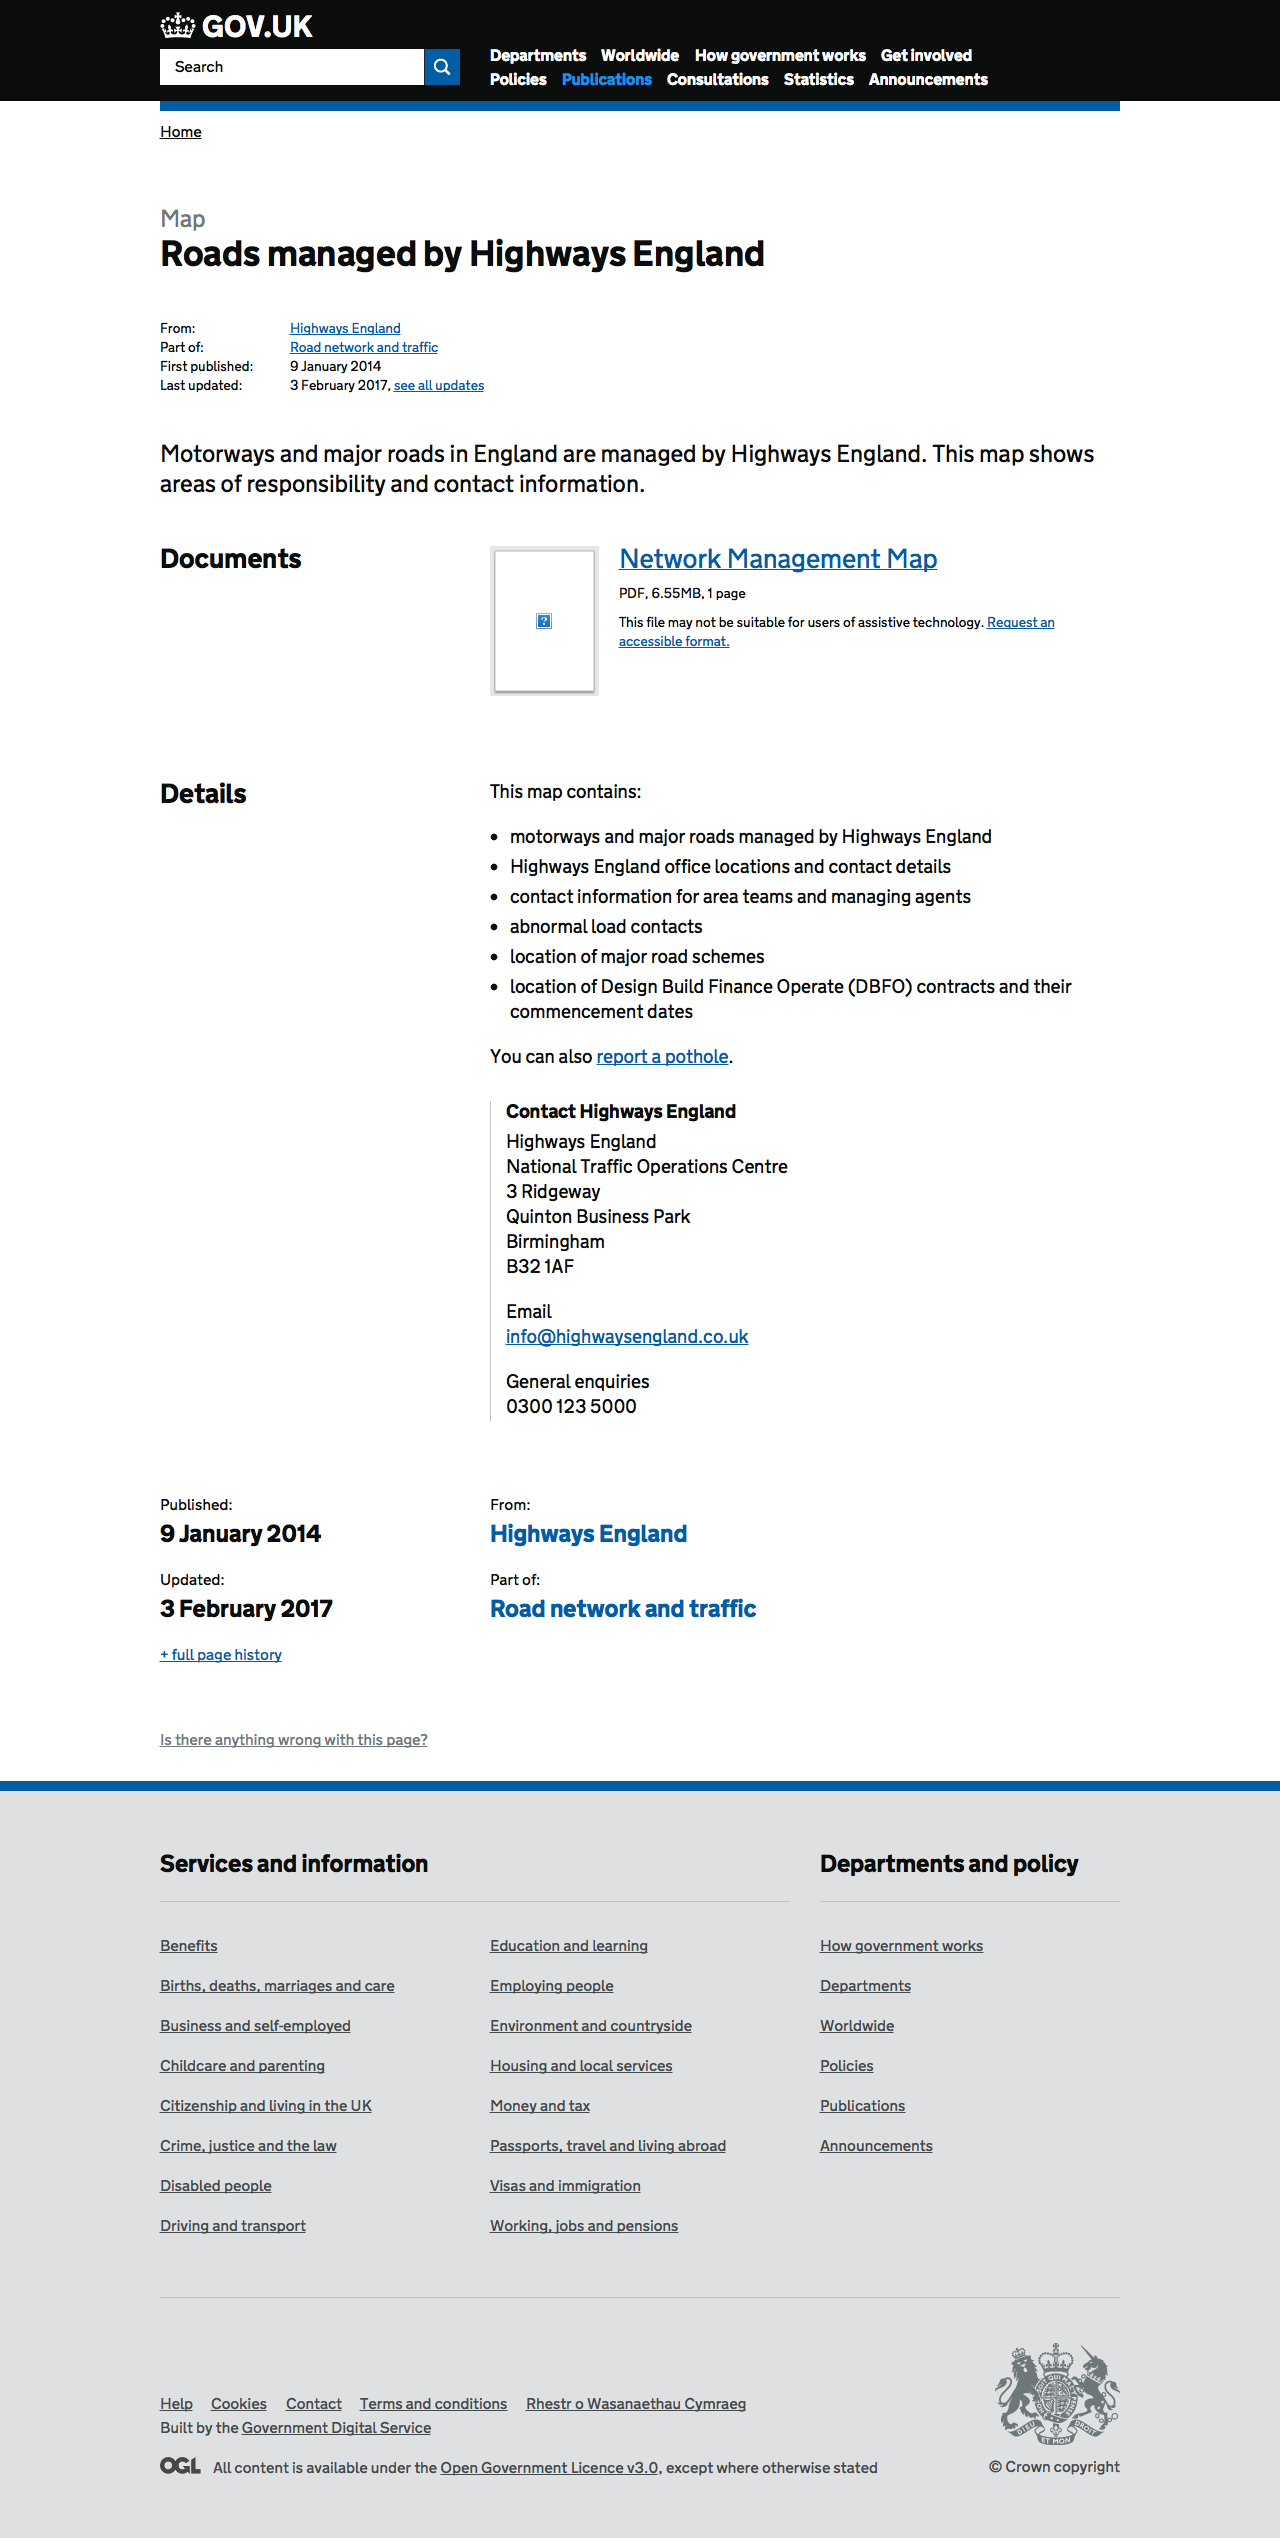 GOV.UK
Search
Departments Worldwide How government works Get involved
Policies Publications Consultations Statistics Announcements
Home
Map
Roads managed by Highways England
From: Highways England
Part of: Road network and traffic
First published: 9 January 2014
Last updated: 3 February 2017, see all updates
Motorways and major roads in England are managed by Highways England. This map shows
areas of responsibility and contact information.
Documents
Network Management Map
PDF, 6.55MB, 1 page
This file may not be suitable for users of assistive technology. Request an
accessible format.
Details
This map contains:
• motorways and major roads managed by Highways England
• Highways England office locations and contact details
• contact information for area teams and managing agents
• abnormal load contacts
• location of major road schemes
• location of Design Build Finance Operate (DBFO) contracts and their
commencement dates
You can also report a pothole.
Contact Highways England
Highways England
National Traffic Operations Centre
3 Ridgeway
Quinton Business Park
Birmingham
B32 1AF
Email
info@highwaysengland.co.uk
General enquiries
0300 123 5000
Published:
9 January 2014
From:
Highways England
Updated:
3 February 2017
Part of:
Road network and traffic
+ full page history
Is there anything wrong with this page?
Services and information
Benefits
Births, deaths, marriages and care
Business and self-employed
Childcare and parenting
Citizenship and living in the UK
Crime, justice and the law
Disabled people
Driving and transport
Education and learning
Employing people
Environment and countryside
Housing and local services
Money and tax
Passports, travel and living abroad
Visas and immigration
Working, jobs and pensions
Departments and policy
How government works
Departments
Worldwide
Policies
Publications
Announcements
Help Cookies Contact Terms and conditions Rhestr o Wasanaethau Cymraeg
Built by the Government Digital Service
OGL All content is available under the Open Government Licence v3.0, except where otherwise stated
DIEU ET MON DROIT
© Crown copyright